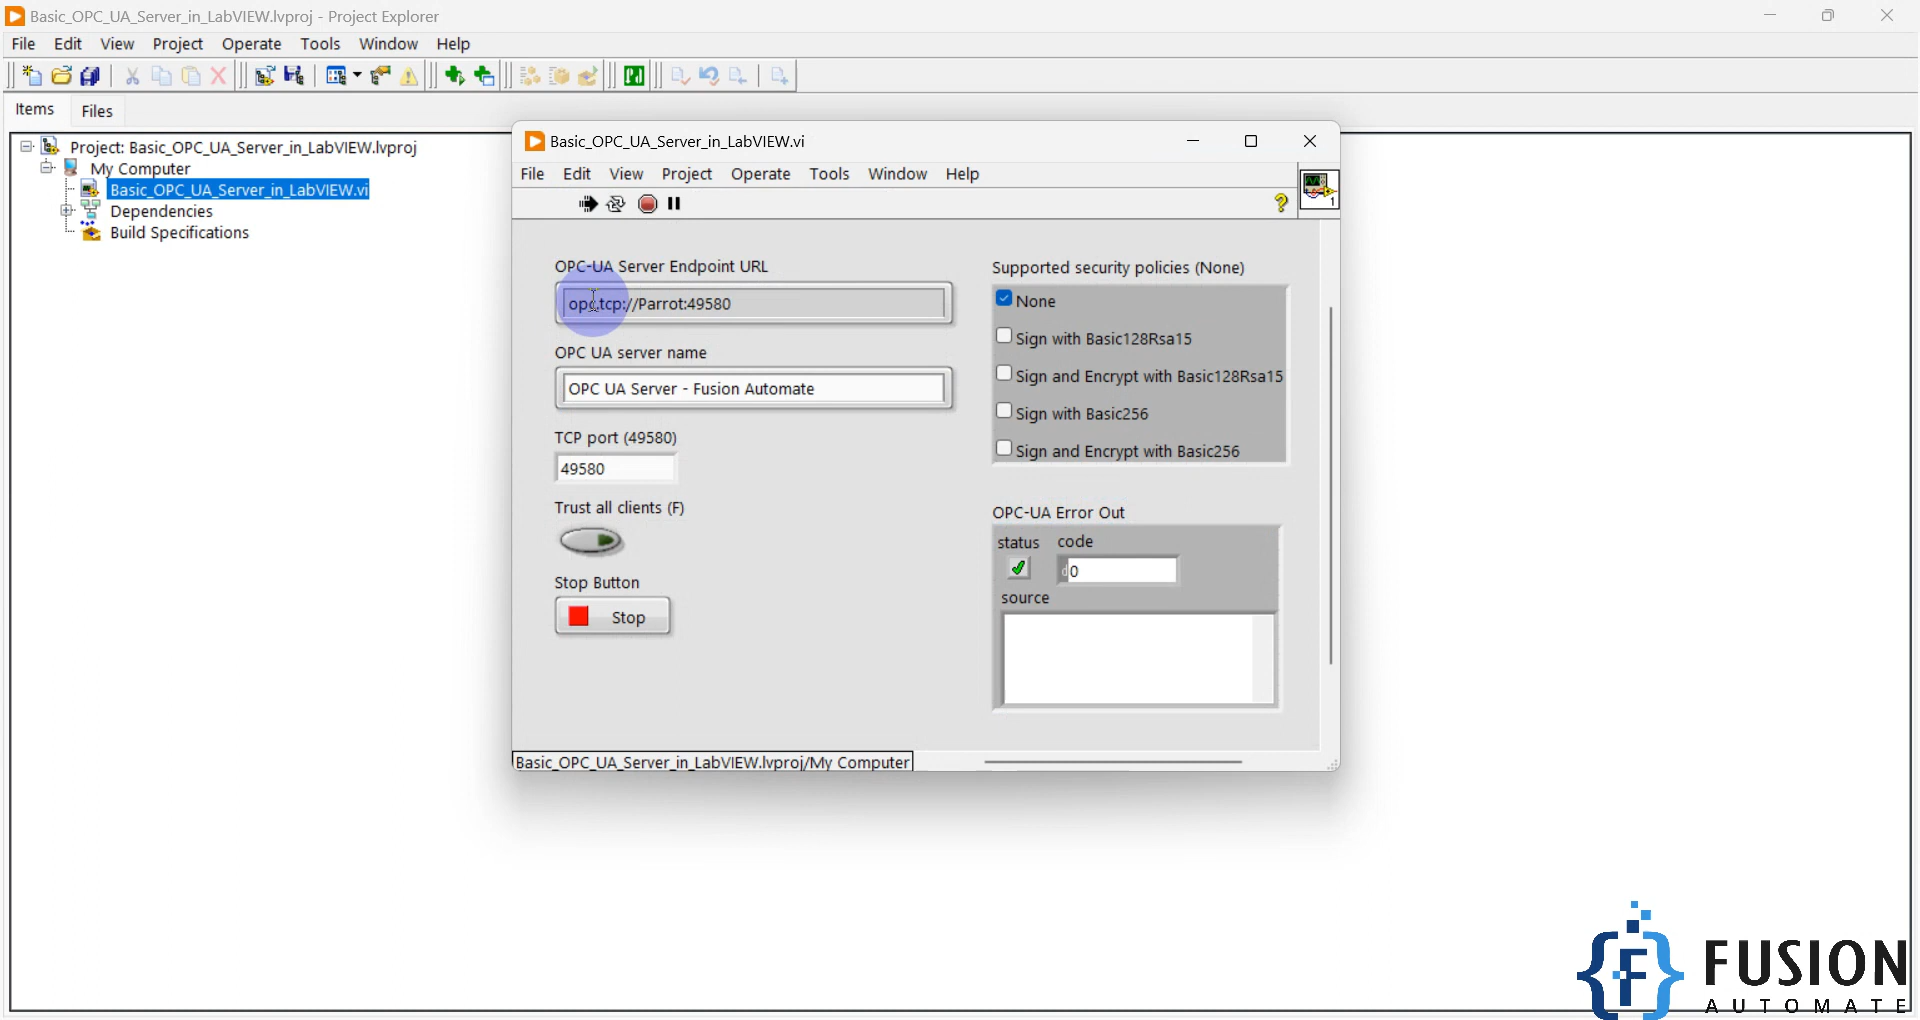 Basic_OPC_UA_Server_in_LabVIEW.lvproj - Project Explorer
File Edit View Project Operate Tools Window Help
Items Files
Project: Basic_OPC_UA_Server_in_LabVIEW.lvproj
My Computer
Basic_OPC_UA_Server_in_LabVIEW.vi
Dependencies
Build Specifications
Basic_OPC_UA_Server_in_LabVIEW.vi
File Edit View Project Operate Tools Window Help
1
OPC-UA Server Endpoint URL
opc.tcp://Parrot:49580
OPC UA server name
OPC UA Server - Fusion Automate
TCP port (49580)
49580
Trust all clients (F)
Stop Button
Stop
Supported security policies (None)
None
Sign with Basic128Rsa15
Sign and Encrypt with Basic128Rsa15
Sign with Basic256
Sign and Encrypt with Basic256
OPC-UA Error Out
status code
d0
source
Basic_OPC_UA_Server_in_LabVIEW.lvproj/My Computer
FUSION
AUTOMATE